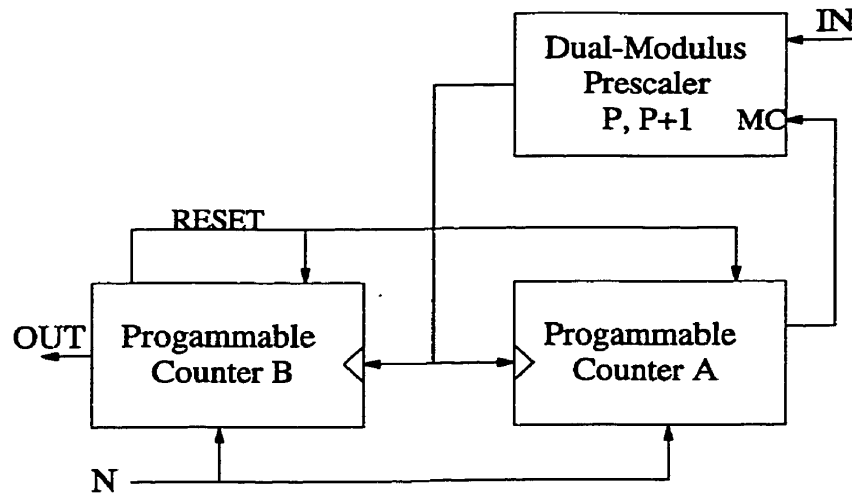 IN
Dual-Modulus
Prescaler
P, P+1
MC
RESET
OUT
Progammable
Counter B
Progammable
Counter A
N